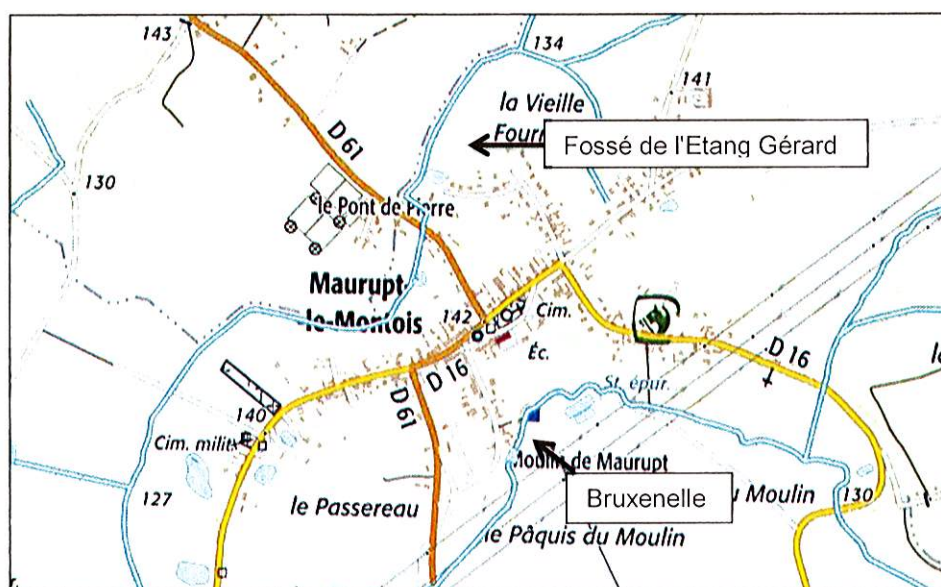 143
134
141
la Vieille
Fourn
Fossé de l'Etang Gérard
D 61
130
le Pont de Pierre
Maurupt-
le-Montois
142
Cim.
Éc.
D 16
D 16
D 61
St. épur.
140
Cim. milit
Moulin de Maurupt
127
le Passereau
Bruxenelle
u Moulin
130
le Pâquis du Moulin